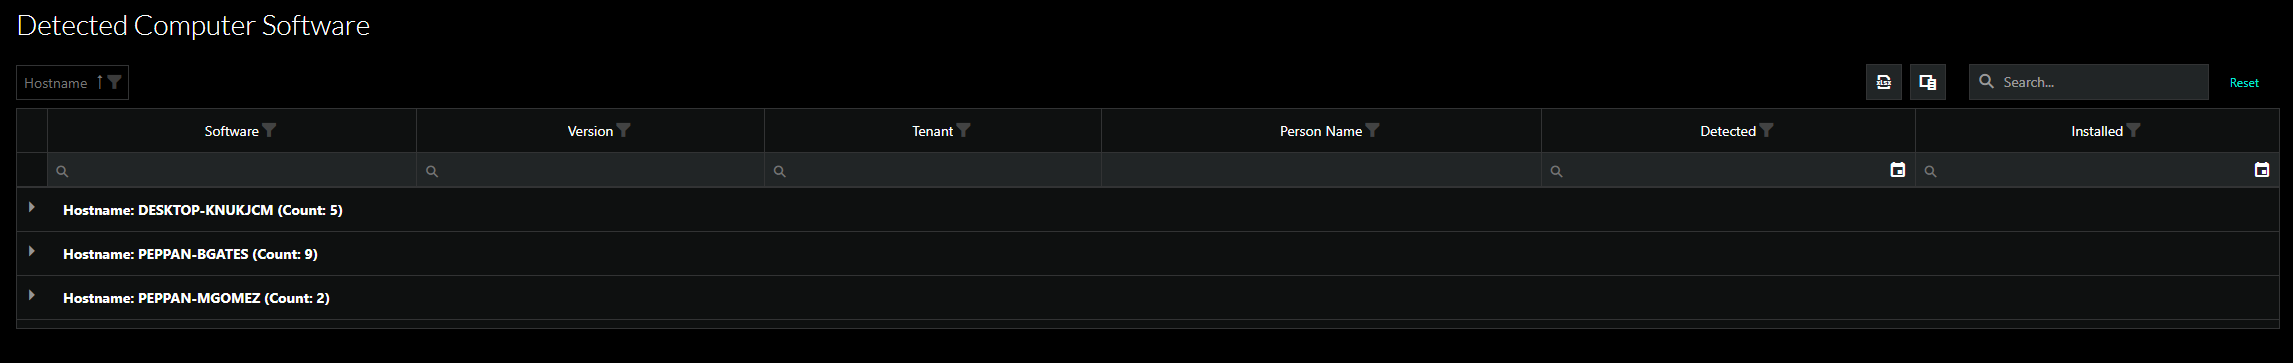 Detected Computer Software
Hostname
XLSX
Search...
Reset
Software Version Tenant Person Name Detected Installed
Hostname: DESKTOP-KNUKJCM (Count: 5)
Hostname: PEPPAN-BGATES (Count: 9)
Hostname: PEPPAN-MGOMEZ (Count: 2)